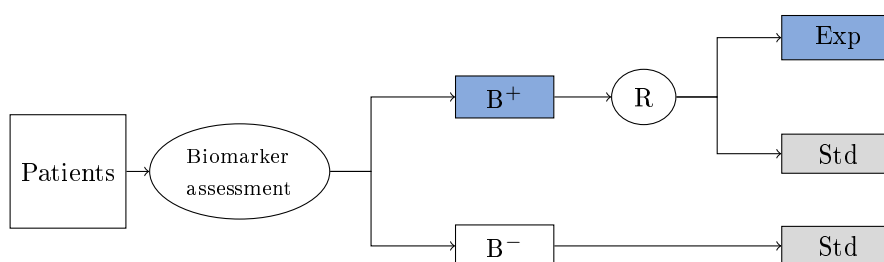 Patients
Biomarker
assessment
B⁺
R
Exp
Std
B⁻
Std